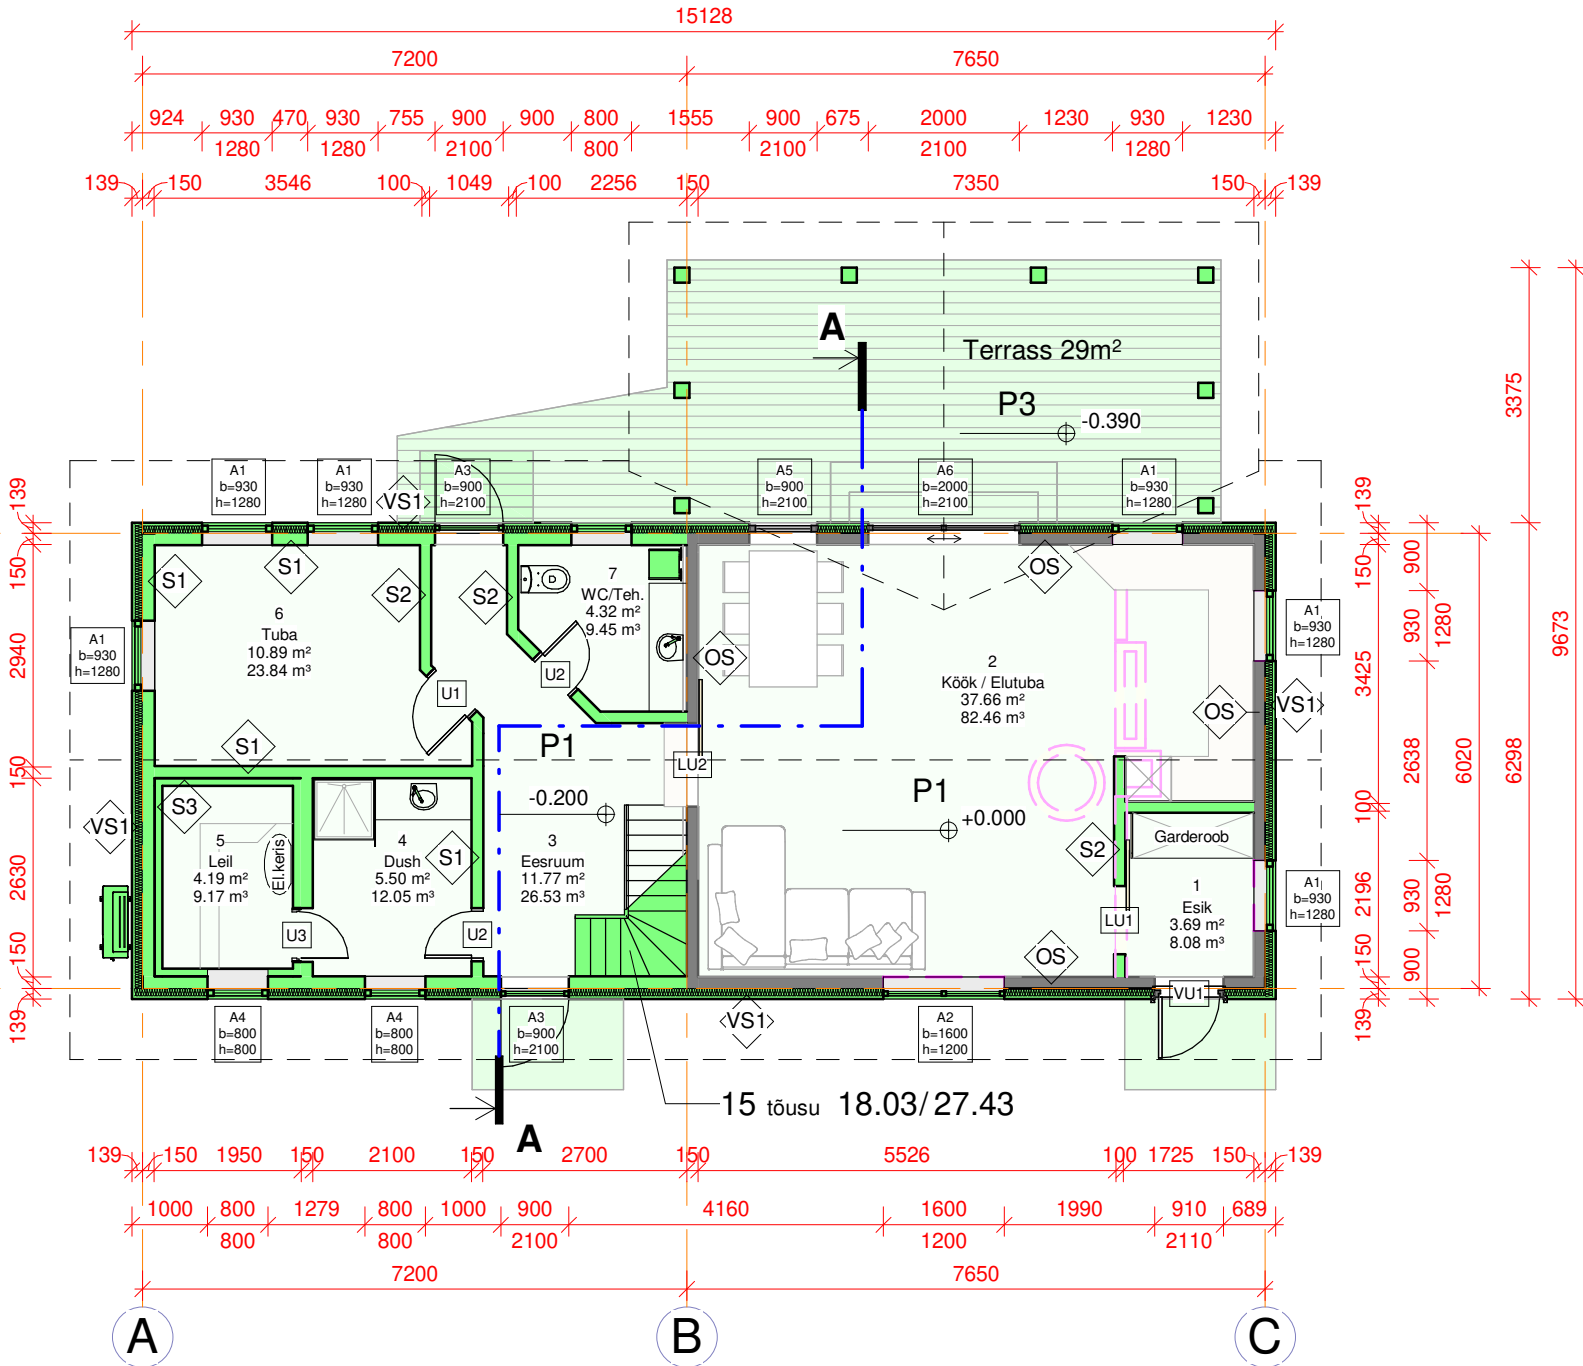 15128
7200 7650
924 930 470 930 755 900 900 800 1555 900 675 2000 1230 930 1230
1280 1280 2100 800 2100 2100 1280
139 150 3546 100 1049 100 2256 150 7350 150 139
A
Terrass 29m²
P3
-0.390
A1
b=930
h=1280
A1
b=930
h=1280
A3
b=900
h=2100
A5
b=900
h=2100
A6
b=2000
h=2100
A1
b=930
h=1280
VS1
S1
S1
S2
S2
OS
OS
6
Tuba
10.89 m²
23.84 m³
7
WC/Teh.
4.32 m²
9.45 m³
2
Köök / Elutuba
37.66 m²
82.46 m³
A1
b=930
h=1280
A1
b=930
h=1280
U1
U2
OS
VS1
S1
P1
LU2
P1
-0.200
+0.000
S3
VS1
5
Leil
4.19 m²
9.17 m³
(El.keris)
4
Dush
5.50 m²
12.05 m³
S1
3
Eesruum
11.77 m²
26.53 m³
S2
Garderoob
1
Esik
3.69 m²
8.08 m³
A1
b=930
h=1280
U3
U2
LU1
OS
VU1
VS1
A4
b=800
h=800
A4
b=800
h=800
A3
b=900
h=2100
A2
b=1600
h=1200
15 tõusu 18.03/27.43
A
139 150 2940 150 2630 150 139
139 150 3425 100 2196 150 139
900 930 2638 930 900
1280 1280
6020
3375 6298
9673
139 150 1950 150 2100 150 2700 150 5526 100 1725 150 139
1000 800 1279 800 1000 900 4160 1600 1990 910 689
800 800 2100 1200 2110
7200 7650
A B C